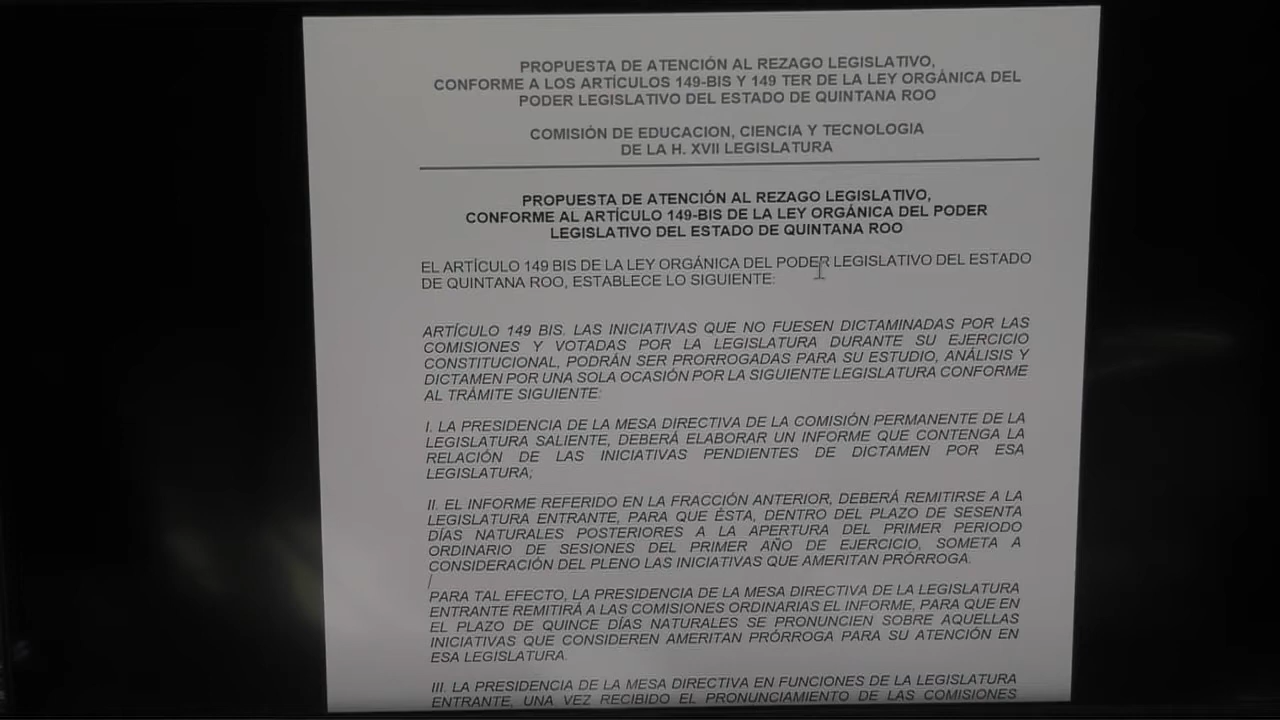 PROPUESTA DE ATENCIÓN AL REZAGO LEGISLATIVO,
CONFORME A LOS ARTÍCULOS 149-BIS Y 149 TER DE LA LEY ORGÁNICA DEL
PODER LEGISLATIVO DEL ESTADO DE QUINTANA ROO
COMISIÓN DE EDUCACION, CIENCIA Y TECNOLOGIA
DE LA H. XVII LEGISLATURA
PROPUESTA DE ATENCIÓN AL REZAGO LEGISLATIVO,
CONFORME AL ARTÍCULO 149-BIS DE LA LEY ORGÁNICA DEL PODER
LEGISLATIVO DEL ESTADO DE QUINTANA ROO
EL ARTÍCULO 149 BIS DE LA LEY ORGÁNICA DEL PODER LEGISLATIVO DEL ESTADO
DE QUINTANA ROO, ESTABLECE LO SIGUIENTE:
ARTÍCULO 149 BIS. LAS INICIATIVAS QUE NO FUESEN DICTAMINADAS POR LAS
COMISIONES Y VOTADAS POR LA LEGISLATURA DURANTE SU EJERCICIO
CONSTITUCIONAL, PODRÁN SER PRORROGADAS PARA SU ESTUDIO, ANÁLISIS Y
DICTAMEN POR UNA SOLA OCASIÓN POR LA SIGUIENTE LEGISLATURA CONFORME
AL TRÁMITE SIGUIENTE:
I. LA PRESIDENCIA DE LA MESA DIRECTIVA DE LA COMISIÓN PERMANENTE DE LA
LEGISLATURA SALIENTE, DEBERÁ ELABORAR UN INFORME QUE CONTENGA LA
RELACIÓN DE LAS INICIATIVAS PENDIENTES DE DICTAMEN POR ESA
LEGISLATURA;
II. EL INFORME REFERIDO EN LA FRACCIÓN ANTERIOR, DEBERÁ REMITIRSE A LA
LEGISLATURA ENTRANTE, PARA QUE ÈSTA, DENTRO DEL PLAZO DE SESENTA
DÍAS NATURALES POSTERIORES A LA APERTURA DEL PRIMER PERIODO
ORDINARIO DE SESIONES DEL PRIMER AÑO DE EJERCICIO, SOMETA A
CONSIDERACIÓN DEL PLENO LAS INICIATIVAS QUE AMERITAN PRÓRROGA.
PARA TAL EFECTO, LA PRESIDENCIA DE LA MESA DIRECTIVA DE LA LEGISLATURA
ENTRANTE REMITIRÁ A LAS COMISIONES ORDINARIAS EL INFORME, PARA QUE EN
EL PLAZO DE QUINCE DÍAS NATURALES SE PRONUNCIEN SOBRE AQUELLAS
INICIATIVAS QUE CONSIDEREN AMERITAN PRÓRROGA PARA SU ATENCIÓN EN
ESA LEGISLATURA.
III. LA PRESIDENCIA DE LA MESA DIRECTIVA EN FUNCIONES DE LA LEGISLATURA
ENTRANTE, UNA VEZ RECIBIDO EL PRONUNCIAMIENTO DE LAS COMISIONES